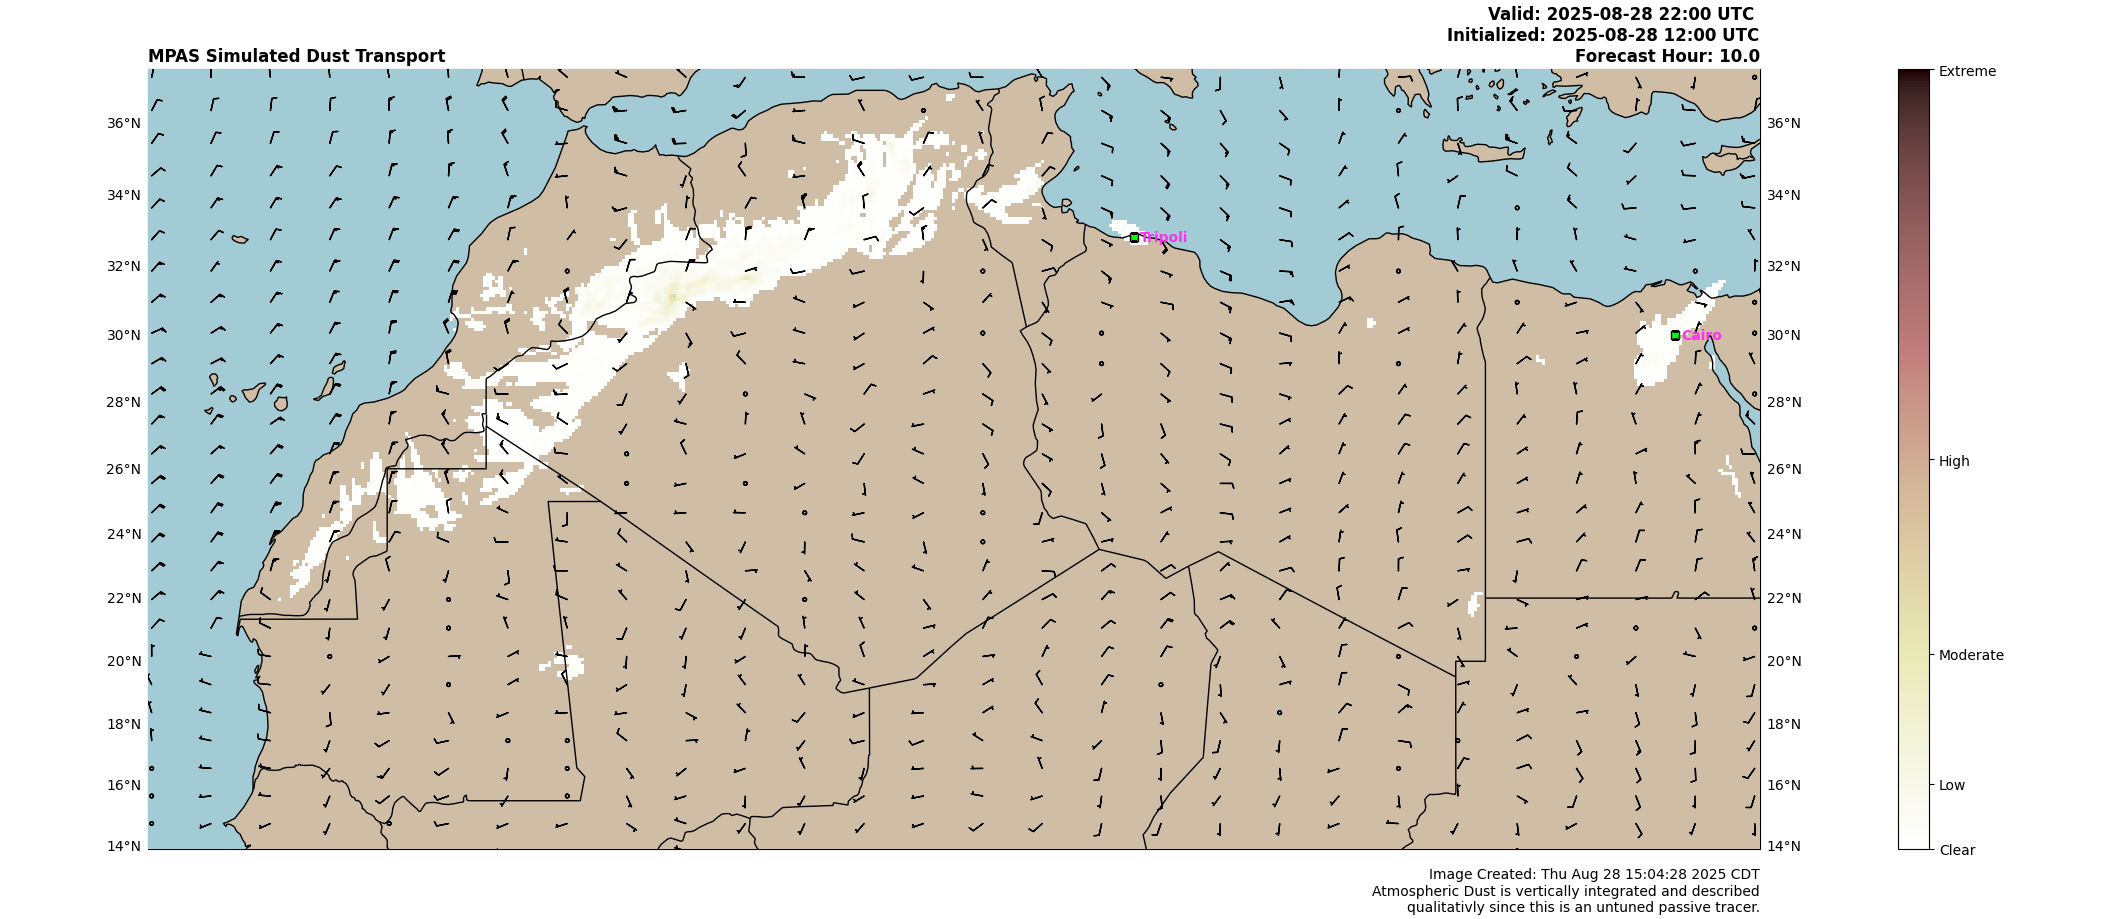 Valid: 2025-08-28 22:00 UTC
Initialized: 2025-08-28 12:00 UTC
MPAS Simulated Dust Transport
Forecast Hour: 10.0
Extreme
36°N
36°N
34°N
34°N
Tripoli
32°N
32°N
30°N
Cairo
30°N
28°N
28°N
26°N
26°N
High
24°N
24°N
22°N
22°N
20°N
20°N
Moderate
18°N
18°N
16°N
16°N
Low
14°N
14°N
Clear
Image Created: Thu Aug 28 15:04:28 2025 CDT
Atmospheric Dust is vertically integrated and described
qualitativly since this is an untuned passive tracer.